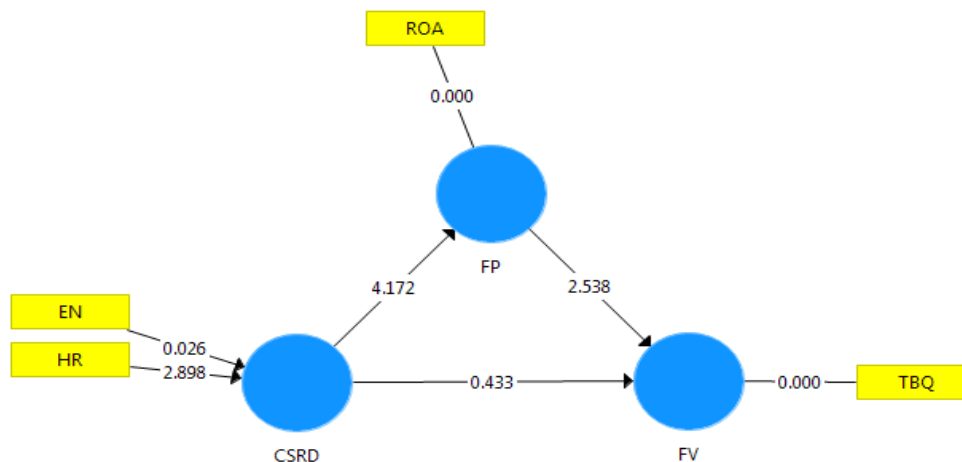 ROA
0.000
FP
4.172
2.538
EN
0.026
HR
2.898
0.433
0.000
TBQ
CSRD
FV